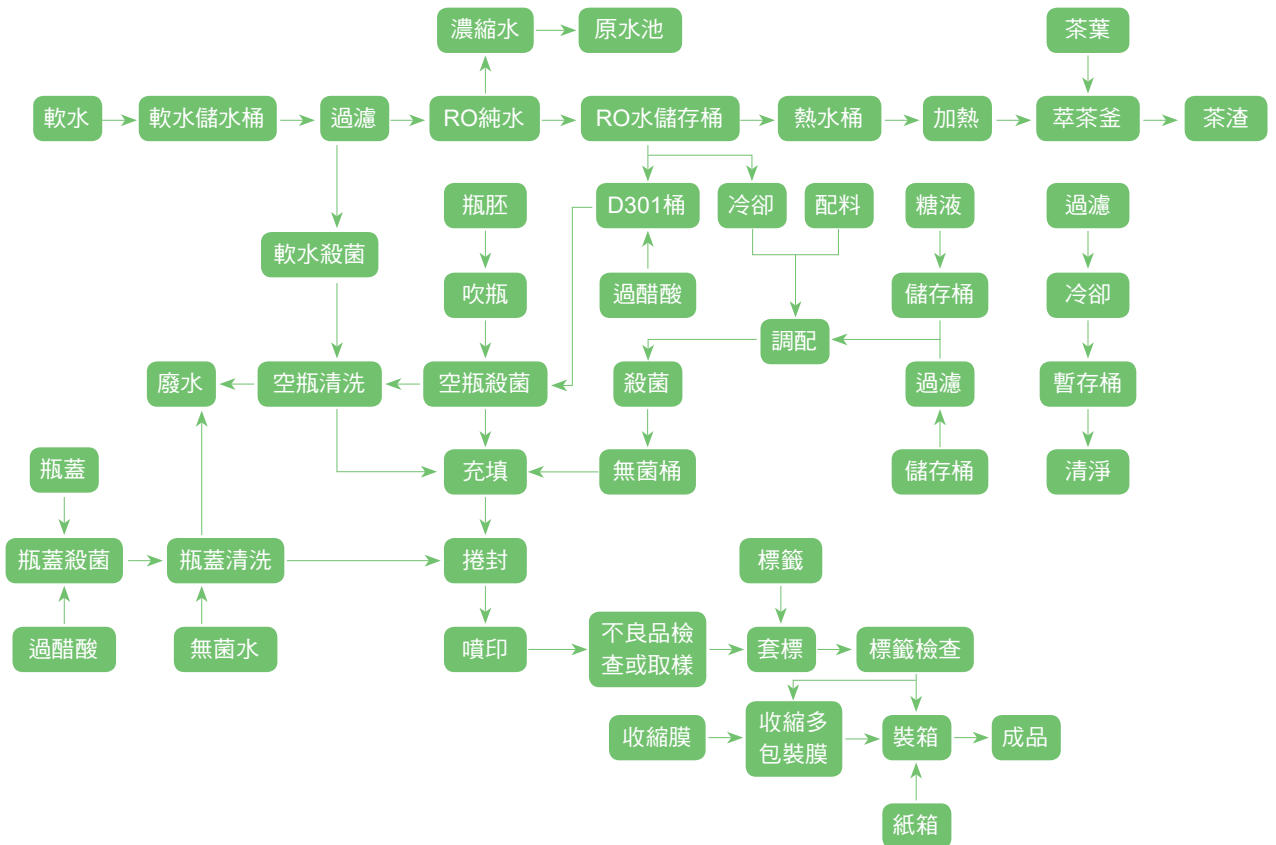 濃縮水
原水池
茶葉
軟水
軟水儲水桶
過濾
RO純水
RO水儲存桶
熱水桶
加熱
萃茶釜
茶渣
瓶胚
D301桶
冷卻
配料
糖液
過濾
軟水殺菌
吹瓶
過醋酸
儲存桶
冷卻
調配
廢水
空瓶清洗
空瓶殺菌
殺菌
過濾
暫存桶
瓶蓋
充填
無菌桶
儲存桶
清淨
瓶蓋殺菌
瓶蓋清洗
捲封
標籤
過醋酸
無菌水
噴印
不良品檢
查或取樣
套標
標籤檢查
收縮膜
收縮多
包裝膜
裝箱
成品
紙箱